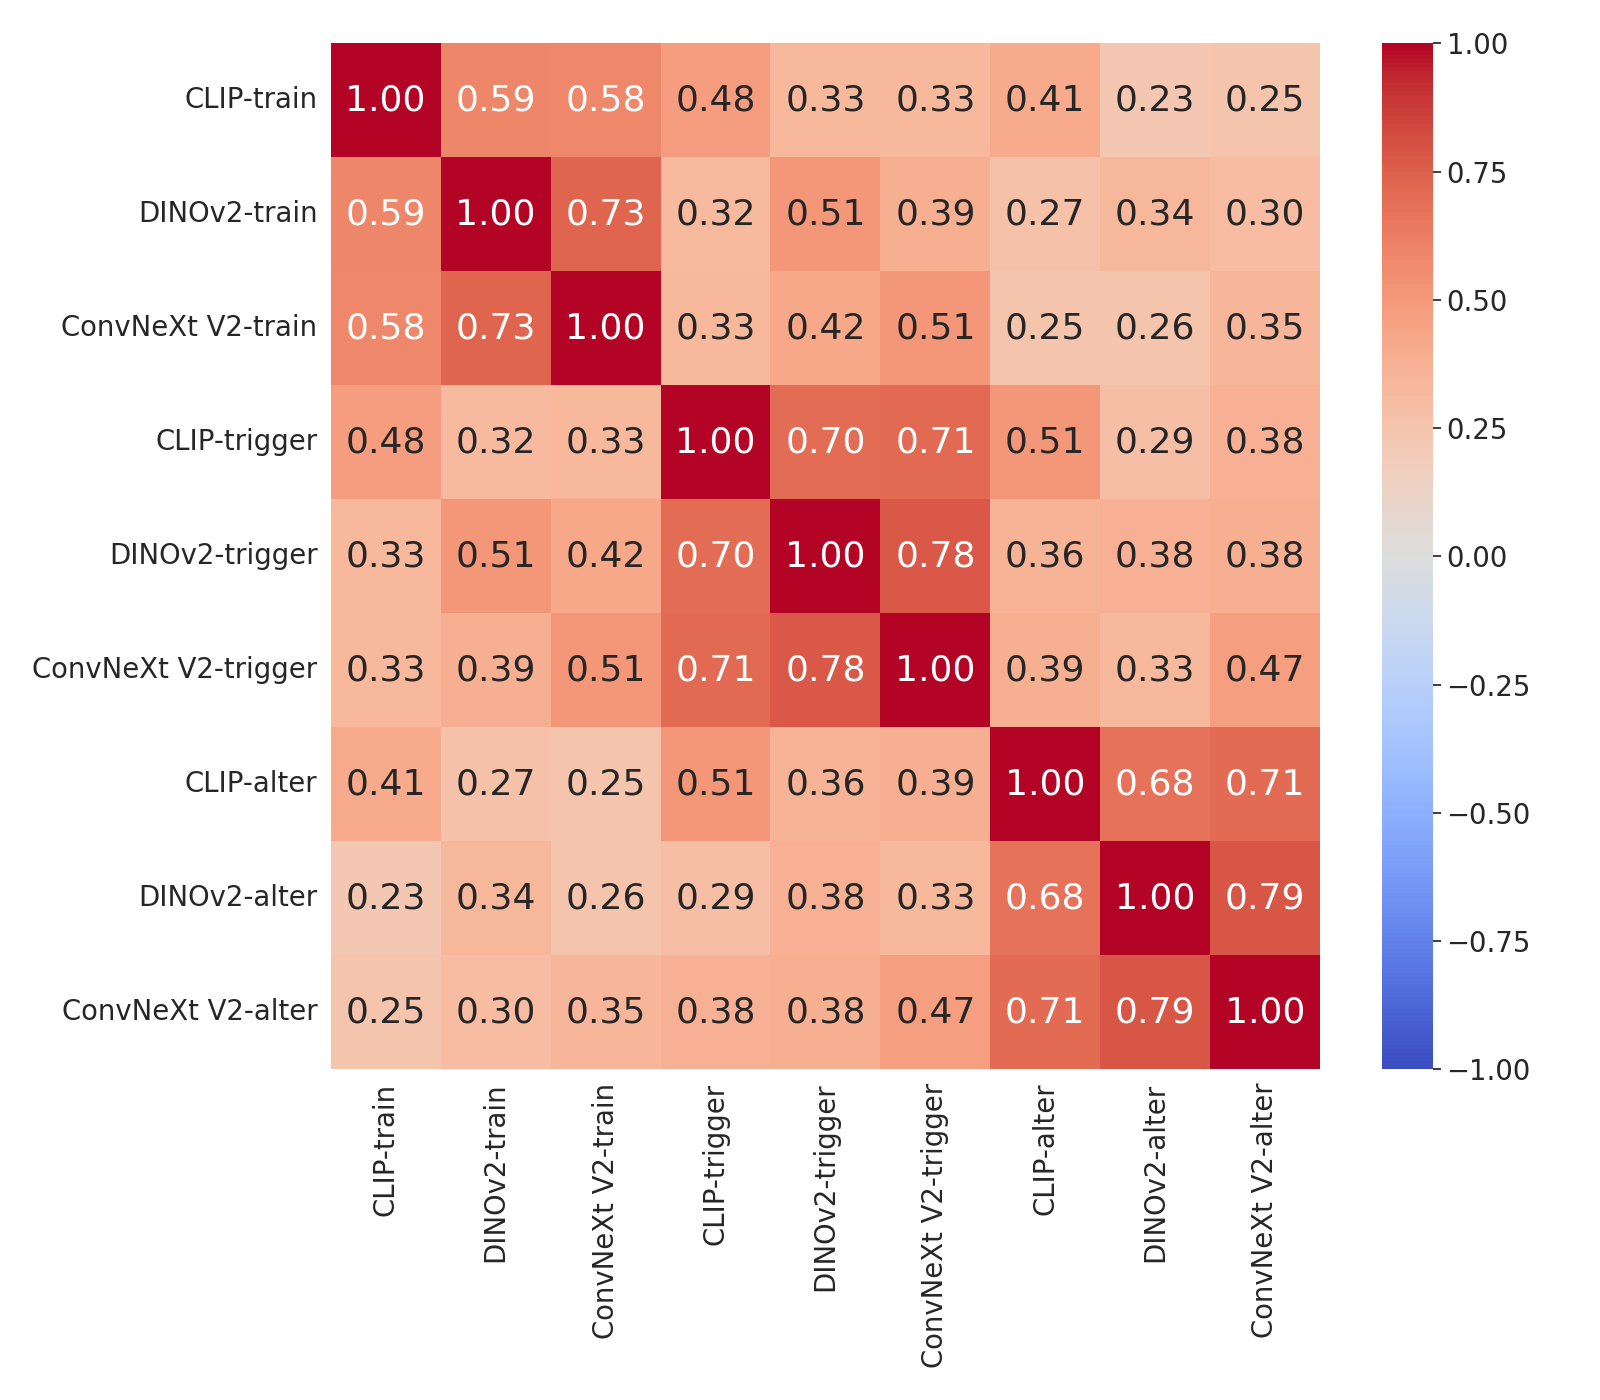 CLIP-train 1.00 0.59 0.58 0.48 0.33 0.33 0.41 0.23 0.25
DINOv2-train 0.59 1.00 0.73 0.32 0.51 0.39 0.27 0.34 0.30
ConvNeXt V2-train 0.58 0.73 1.00 0.33 0.42 0.51 0.25 0.26 0.35
CLIP-trigger 0.48 0.32 0.33 1.00 0.70 0.71 0.51 0.29 0.38
DINOv2-trigger 0.33 0.51 0.42 0.70 1.00 0.78 0.36 0.38 0.38
ConvNeXt V2-trigger 0.33 0.39 0.51 0.71 0.78 1.00 0.39 0.33 0.47
CLIP-alter 0.41 0.27 0.25 0.51 0.36 0.39 1.00 0.68 0.71
DINOv2-alter 0.23 0.34 0.26 0.29 0.38 0.33 0.68 1.00 0.79
ConvNeXt V2-alter 0.25 0.30 0.35 0.38 0.38 0.47 0.71 0.79 1.00
CLIP-train
DINOv2-train
ConvNeXt V2-train
CLIP-trigger
DINOv2-trigger
ConvNeXt V2-trigger
CLIP-alter
DINOv2-alter
ConvNeXt V2-alter
1.00
0.75
0.50
0.25
0.00
−0.25
−0.50
−0.75
−1.00